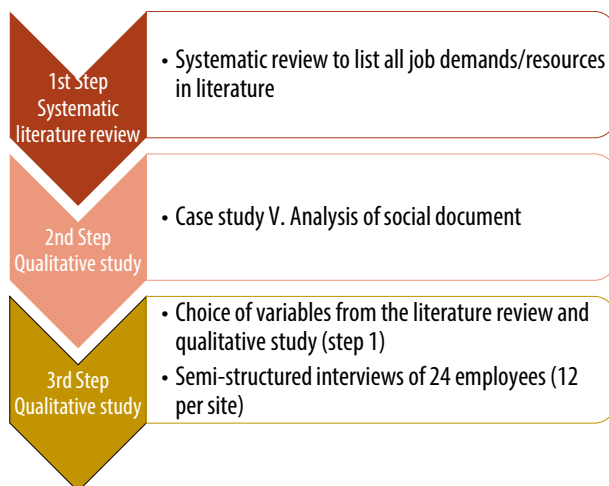 1st Step
Systematic
literature review
• Systematic review to list all job demands/resources
in literature
2nd Step
Qualitative study
• Case study V. Analysis of social document
3rd Step
Qualitative study
• Choice of variables from the literature review and
qualitative study (step 1)
• Semi-structured interviews of 24 employees (12
per site)